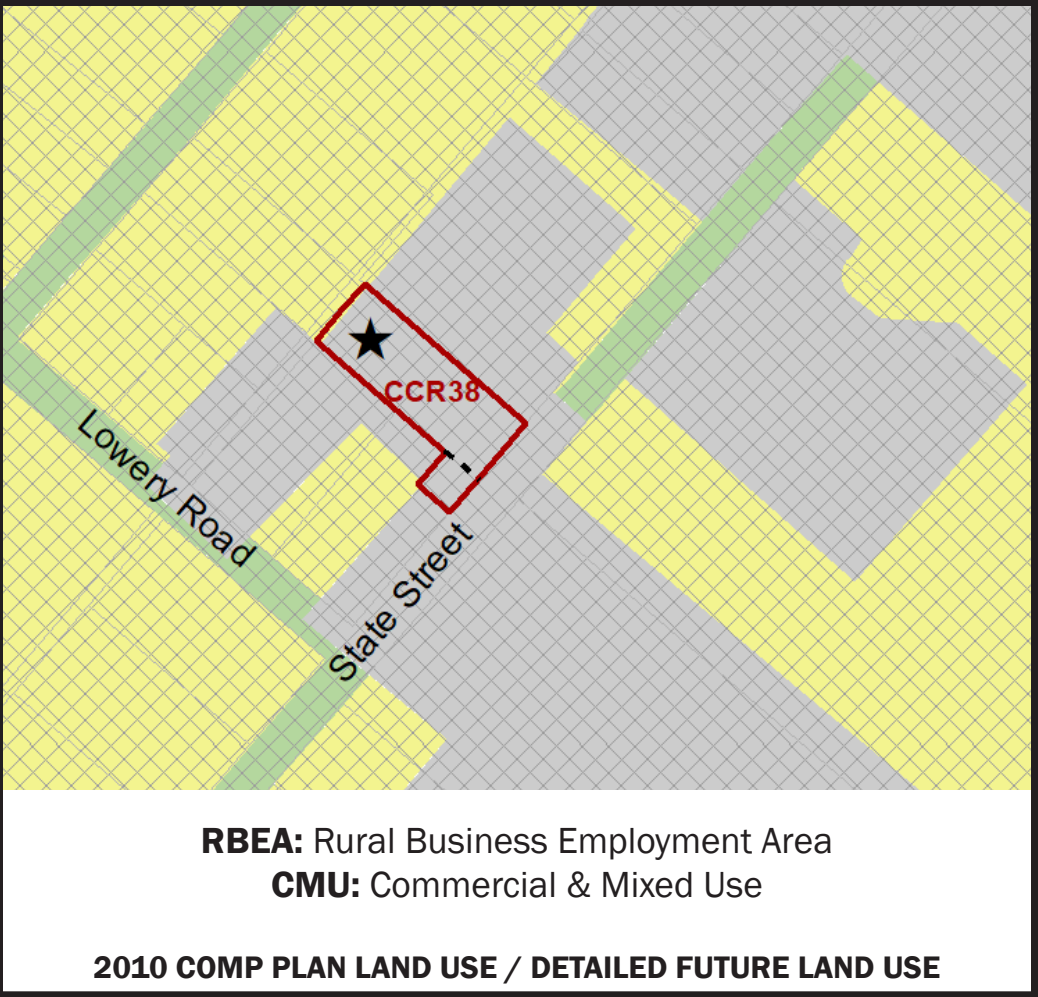 CCR38
Lowery Road
State Street
RBEA: Rural Business Employment Area
CMU: Commercial & Mixed Use
2010 COMP PLAN LAND USE / DETAILED FUTURE LAND USE